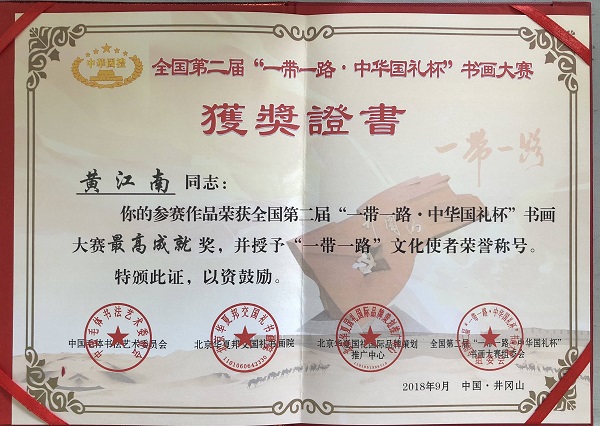 中华国礼
全国第二届“一带一路·中华国礼杯”书画大赛
獲獎證書
一带一路
黄江南 同志：
你的参赛作品荣获全国第二届“一带一路·中华国礼杯”书画
大赛最高成就奖，并授予“一带一路”文化使者荣誉称号。
特颁此证，以资鼓励。
中国毛体书法艺术委员会
北京华夏邦交国礼书画院
1101060642330
北京华夏国礼国际品牌策划
推广中心
全国第二届“一带一路·中华国礼杯”
书画大赛组委会
2018年9月 中国·井冈山